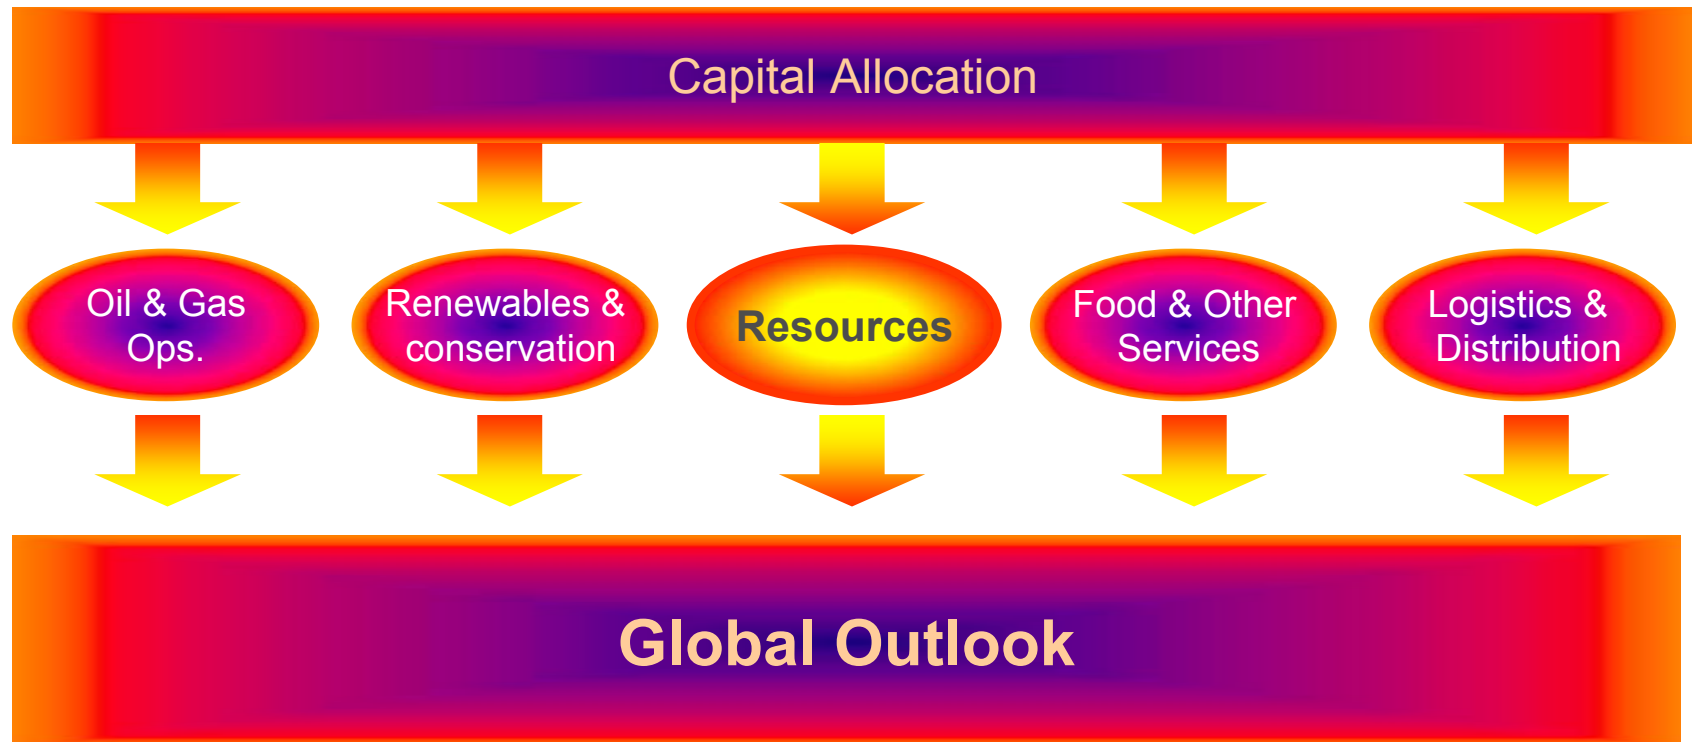 Capital Allocation
Oil & Gas
Ops.
Renewables &
conservation
Resources
Food & Other
Services
Logistics &
Distribution
Global Outlook